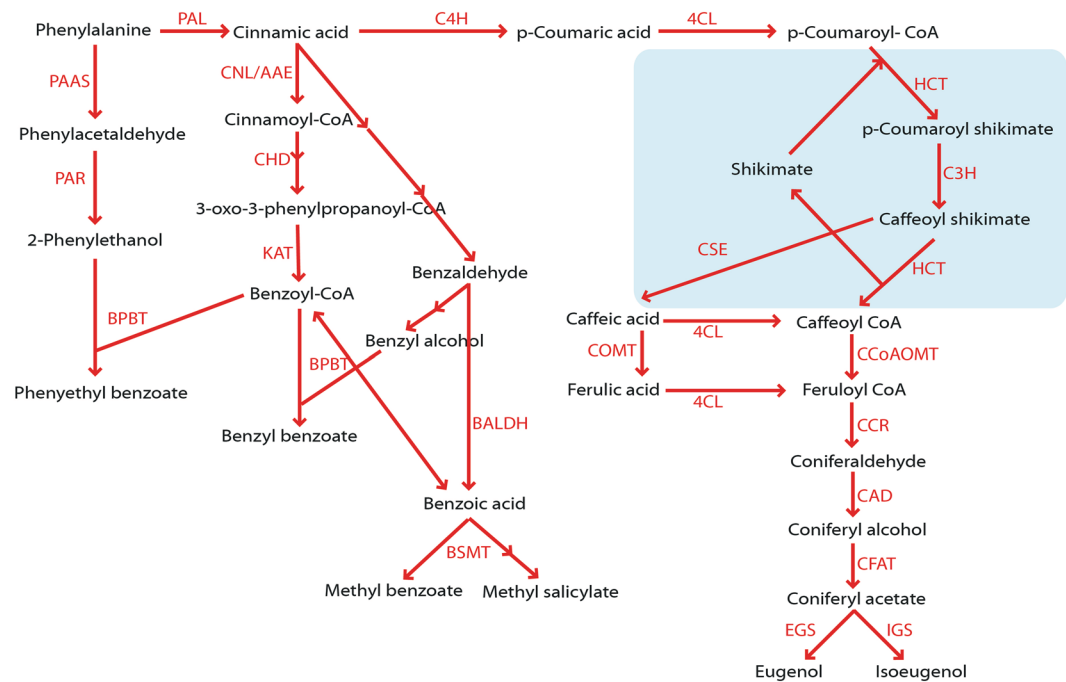 Phenylalanine PAL Cinnamic acid C4H p-Coumaric acid 4CL p-Coumaroyl- CoA
PAAS CNL/AAE HCT
Cinnamoyl-CoA
Phenylacetaldehyde p-Coumaroyl shikimate
CHD
Shikimate C3H
PAR
3-oxo-3-phenylpropanoyl-CoA Caffeoyl shikimate
2-Phenylethanol KAT CSE HCT
Benzaldehyde
Benzoyl-CoA
BPBT Caffeic acid 4CL Caffeoyl CoA
Benzyl alcohol
BPBT COMT CCoAOMT
Phenyethyl benzoate Ferulic acid 4CL Feruloyl CoA
BALDH CCR
Benzyl benzoate
Coniferaldehyde
CAD
Benzoic acid
Coniferyl alcohol
BSMT CFAT
Methyl benzoate Methyl salicylate Coniferyl acetate
EGS IGS
Eugenol Isoeugenol